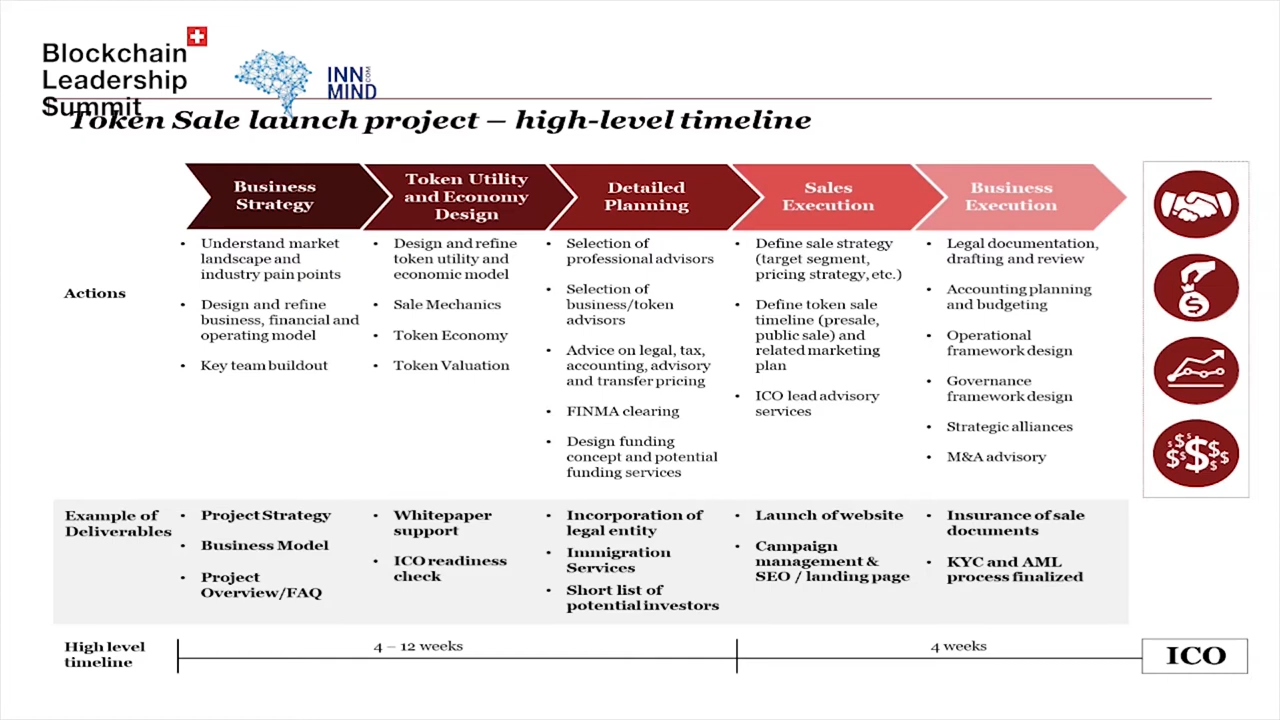 Blockchain
Leadership
Summit
INN
MIND
.COM
Token Sale launch project – high-level timeline
Business
Strategy
Token Utility
and Economy
Design
Detailed
Planning
Sales
Execution
Business
Execution
Actions
• Understand market
landscape and
industry pain points
• Design and refine
business, financial and
operating model
• Key team buildout
• Design and refine
token utility and
economic model
• Sale Mechanics
• Token Economy
• Token Valuation
• Selection of
professional advisors
• Selection of
business/token
advisors
• Advice on legal, tax,
accounting, advisory
and transfer pricing
• FINMA clearing
• Design funding
concept and potential
funding services
• Define sale strategy
(target segment,
pricing strategy, etc.)
• Define token sale
timeline (presale,
public sale) and
related marketing
plan
• ICO lead advisory
services
• Legal documentation,
drafting and review
• Accounting planning
and budgeting
• Operational
framework design
• Governance
framework design
• Strategic alliances
• M&A advisory
Example of
Deliverables
• Project Strategy
• Business Model
• Project
Overview/FAQ
• Whitepaper
support
• ICO readiness
check
• Incorporation of
legal entity
• Immigration
Services
• Short list of
potential investors
• Launch of website
• Campaign
management &
SEO / landing page
• Insurance of sale
documents
• KYC and AML
process finalized
High level
timeline
4 – 12 weeks
4 weeks
ICO